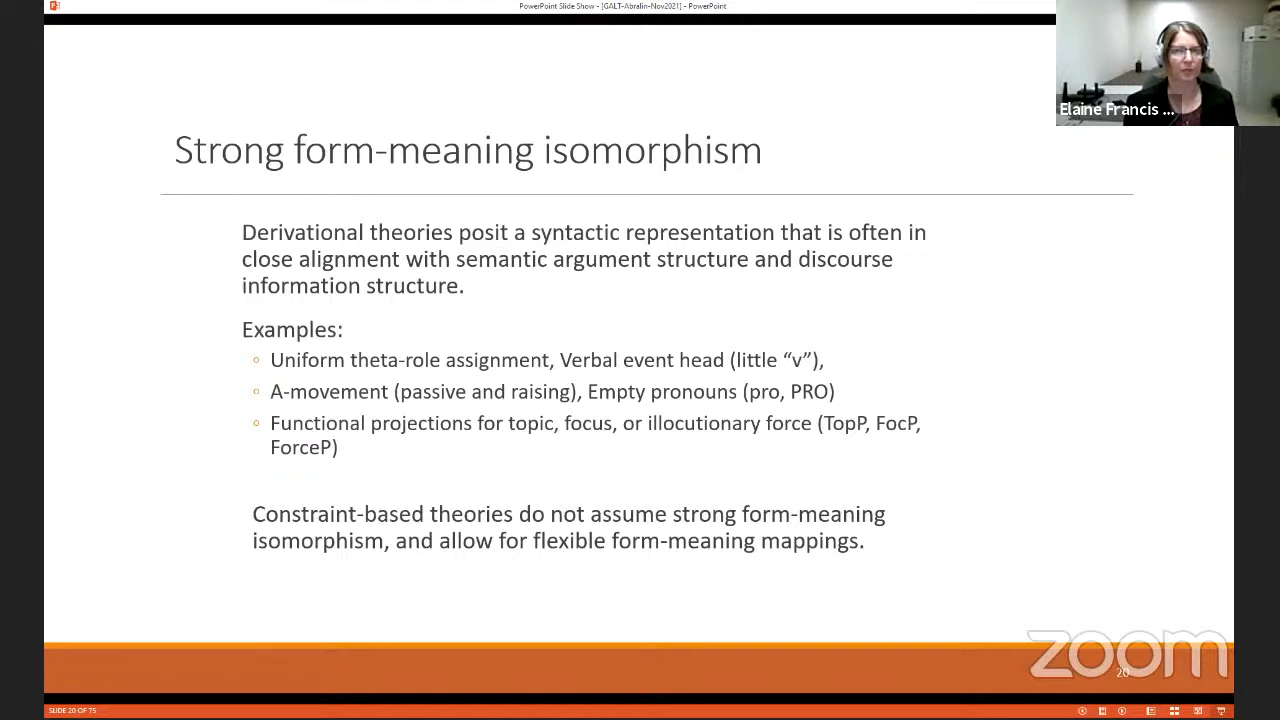 PowerPoint Slide Show - [GALT-Abralin-Nov2021] - PowerPoint
Elaine Francis ...
Strong form-meaning isomorphism
Derivational theories posit a syntactic representation that is often in
close alignment with semantic argument structure and discourse
information structure.
Examples:
◦ Uniform theta-role assignment, Verbal event head (little “v”),
◦ A-movement (passive and raising), Empty pronouns (pro, PRO)
◦ Functional projections for topic, focus, or illocutionary force (TopP, FocP,
ForceP)
Constraint-based theories do not assume strong form-meaning
isomorphism, and allow for flexible form-meaning mappings.
zoom
20
SLIDE 20 OF 75